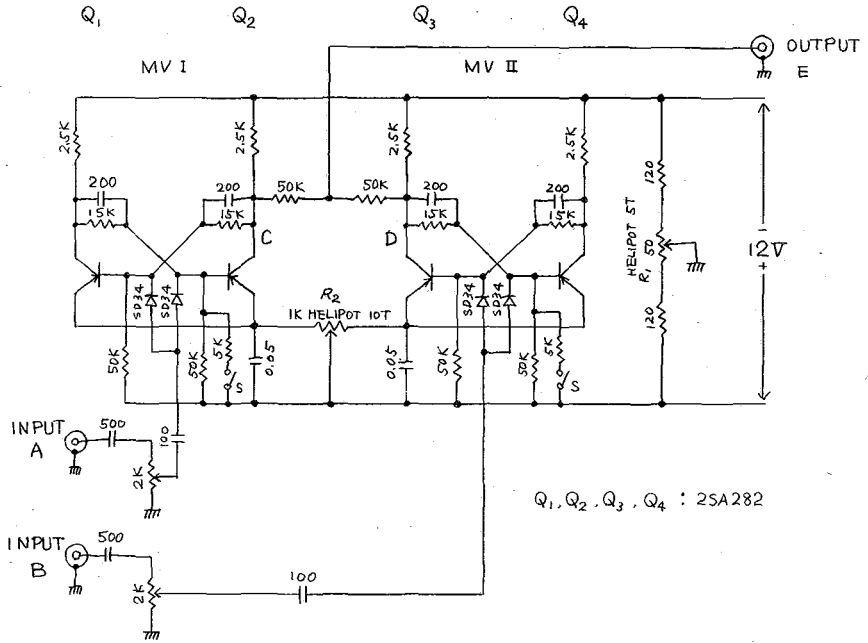 Q₁ Q₂ Q₃ Q₄
MV I MV II
OUTPUT
E
2.5K 2.5K 2.5K 2.5K
120
200 200 50K 50K 200 200
15K 15K 15K 15K
C D
HELIPOT 5T
R₁ 50
− 12V +
SD34 SD34 SD34 SD34
R₂
1K HELIPOT 10T
120
50K 50K 5K S 0.05 0.05 50K 50K 5K S
INPUT
A
500
100
2K
Q₁, Q₂, Q₃, Q₄ : 2SA282
INPUT
B
500
100
2K